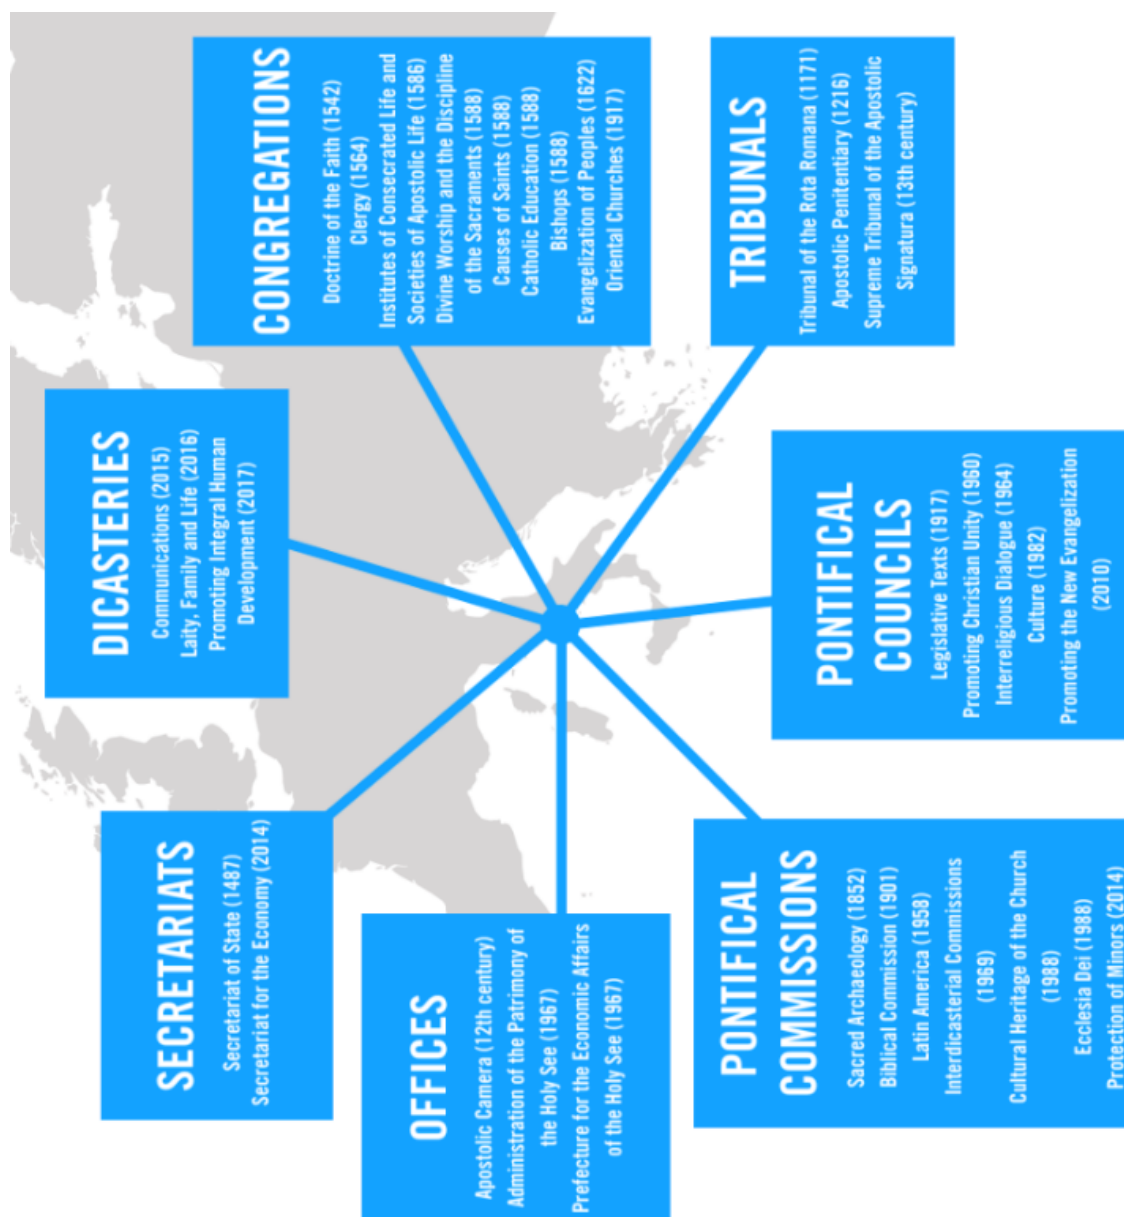 SECRETARIATS
Secretariat of State (1487)
Secretariat for the Economy (2014)
DICASTERIES
Communications (2015)
Laity, Family and Life (2016)
Promoting Integral Human
Development (2017)
CONGREGATIONS
Doctrine of the Faith (1542)
Clergy (1564)
Institutes of Consecrated Life and
Societies of Apostolic Life (1586)
Divine Worship and the Discipline
of the Sacraments (1588)
Causes of Saints (1588)
Catholic Education (1588)
Bishops (1588)
Evangelization of Peoples (1622)
Oriental Churches (1917)
OFFICES
Apostolic Camera (12th century)
Administration of the Patrimony of
the Holy See (1967)
Prefecture for the Economic Affairs
of the Holy See (1967)
PONTIFICAL
COMMISSIONS
Sacred Archaeology (1852)
Biblical Commission (1901)
Latin America (1958)
Interdicasterial Commissions
(1969)
Cultural Heritage of the Church
(1988)
Ecclesia Dei (1988)
Protection of Minors (2014)
PONTIFICAL
COUNCILS
Legislative Texts (1917)
Promoting Christian Unity (1960)
Interreligious Dialogue (1964)
Culture (1982)
Promoting the New Evangelization
(2010)
TRIBUNALS
Tribunal of the Rota Romana (1171)
Apostolic Penitentiary (1216)
Supreme Tribunal of the Apostolic
Signatura (13th century)